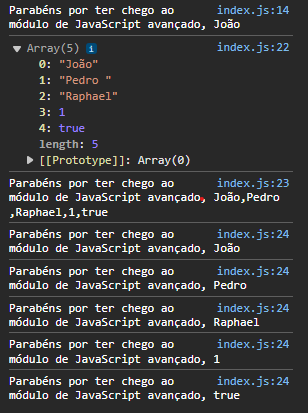 Parabéns por ter chego ao index.js:14
módulo de JavaScript avançado, João
▼ Array(5) i index.js:22
0: "João"
1: "Pedro "
2: "Raphael"
3: 1
4: true
length: 5
▶ [[Prototype]]: Array(0)
Parabéns por ter chego ao index.js:23
módulo de JavaScript avançado, João,Pedro
,Raphael,1,true
Parabéns por ter chego ao index.js:24
módulo de JavaScript avançado, João
Parabéns por ter chego ao index.js:24
módulo de JavaScript avançado, Pedro
Parabéns por ter chego ao index.js:24
módulo de JavaScript avançado, Raphael
Parabéns por ter chego ao index.js:24
módulo de JavaScript avançado, 1
Parabéns por ter chego ao index.js:24
módulo de JavaScript avançado, true